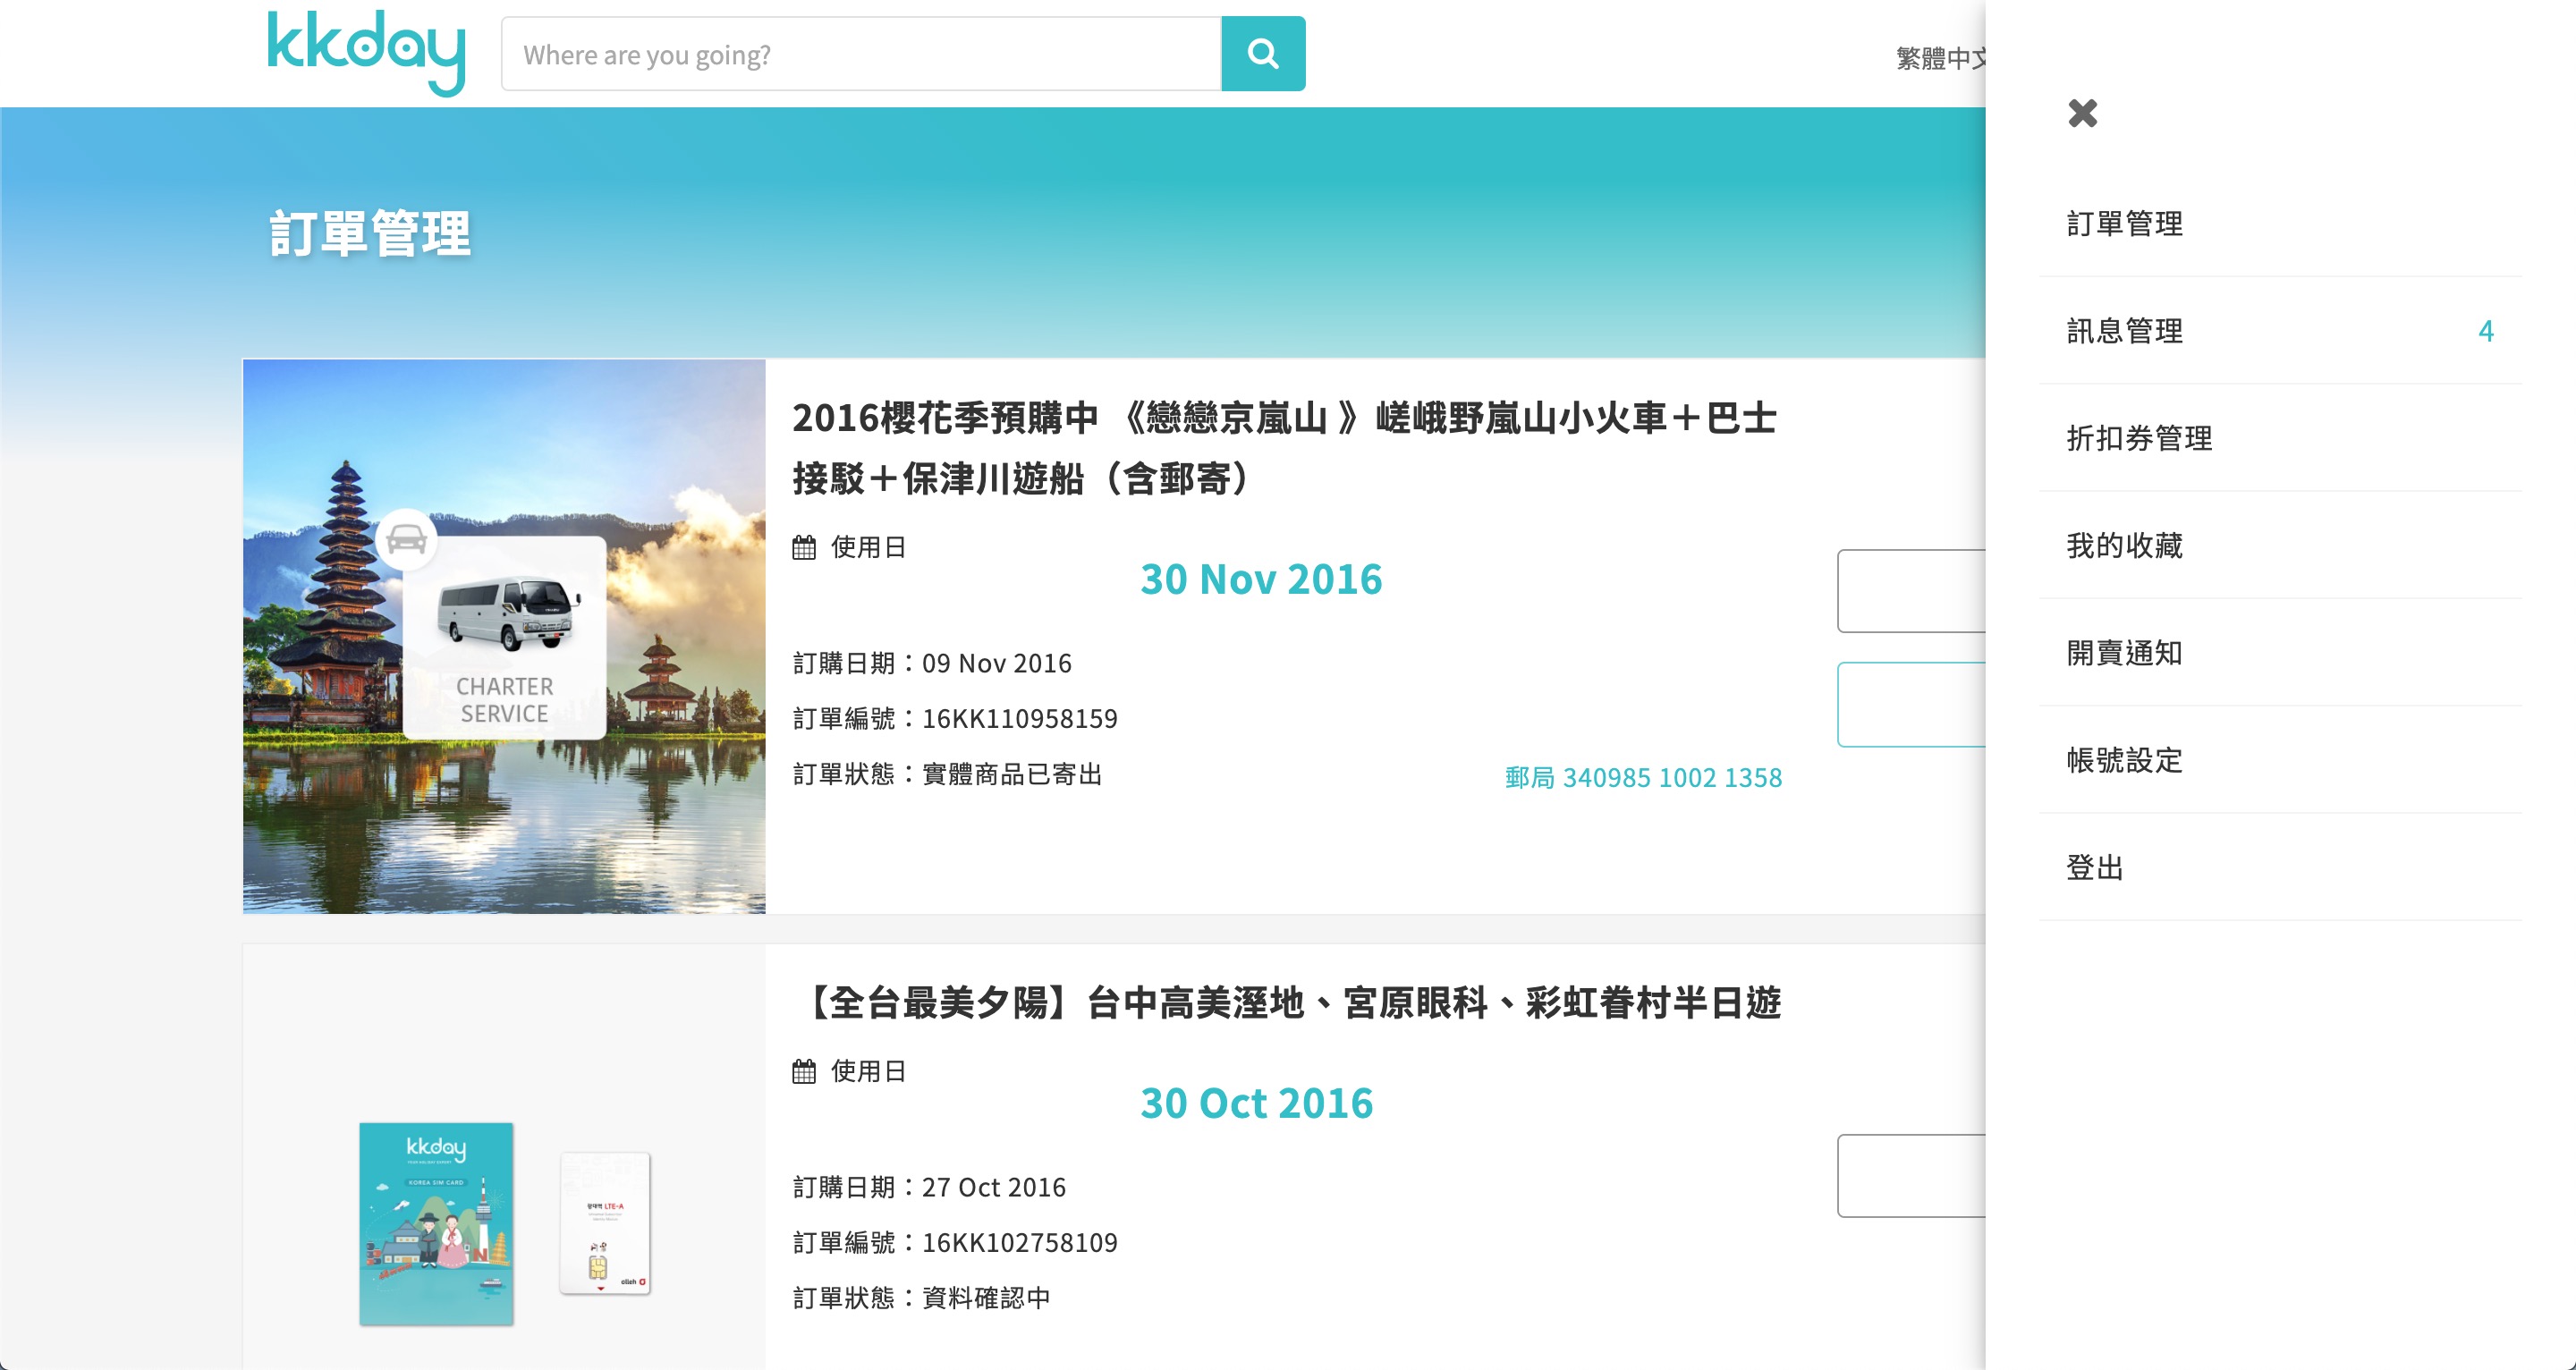 kkday
Where are you going?
繁體中文
訂單管理
2016櫻花季預購中 《戀戀京嵐山 》嵯峨野嵐山小火車＋巴士
接駁＋保津川遊船（含郵寄）
使用日
30 Nov 2016
訂購日期：09 Nov 2016
訂單編號：16KK110958159
訂單狀態：實體商品已寄出
郵局 340985 1002 1358
CHARTER
SERVICE
【全台最美夕陽】台中高美溼地、宮原眼科、彩虹眷村半日遊
使用日
30 Oct 2016
訂購日期：27 Oct 2016
訂單編號：16KK102758109
訂單狀態：資料確認中
kkday
KOREA SIM CARD
LTE-A
olleh
訂單管理
訊息管理 4
折扣券管理
我的收藏
開賣通知
帳號設定
登出